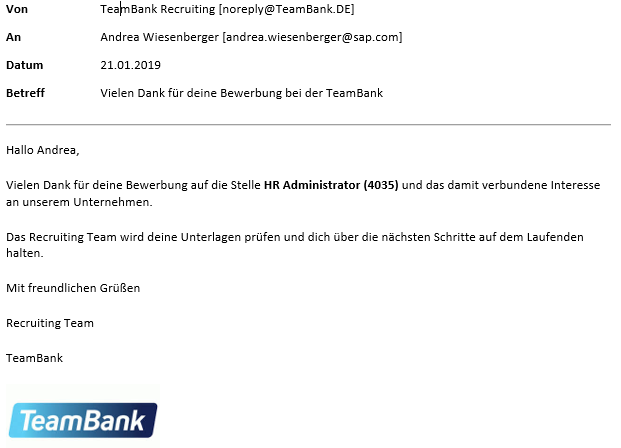 Von TeamBank Recruiting [noreply@TeamBank.DE]
An Andrea Wiesenberger [andrea.wiesenberger@sap.com]
Datum 21.01.2019
Betreff Vielen Dank für deine Bewerbung bei der TeamBank
Hallo Andrea,
Vielen Dank für deine Bewerbung auf die Stelle HR Administrator (4035) und das damit verbundene Interesse
an unserem Unternehmen.
Das Recruiting Team wird deine Unterlagen prüfen und dich über die nächsten Schritte auf dem Laufenden
halten.
Mit freundlichen Grüßen
Recruiting Team
TeamBank
TeamBank